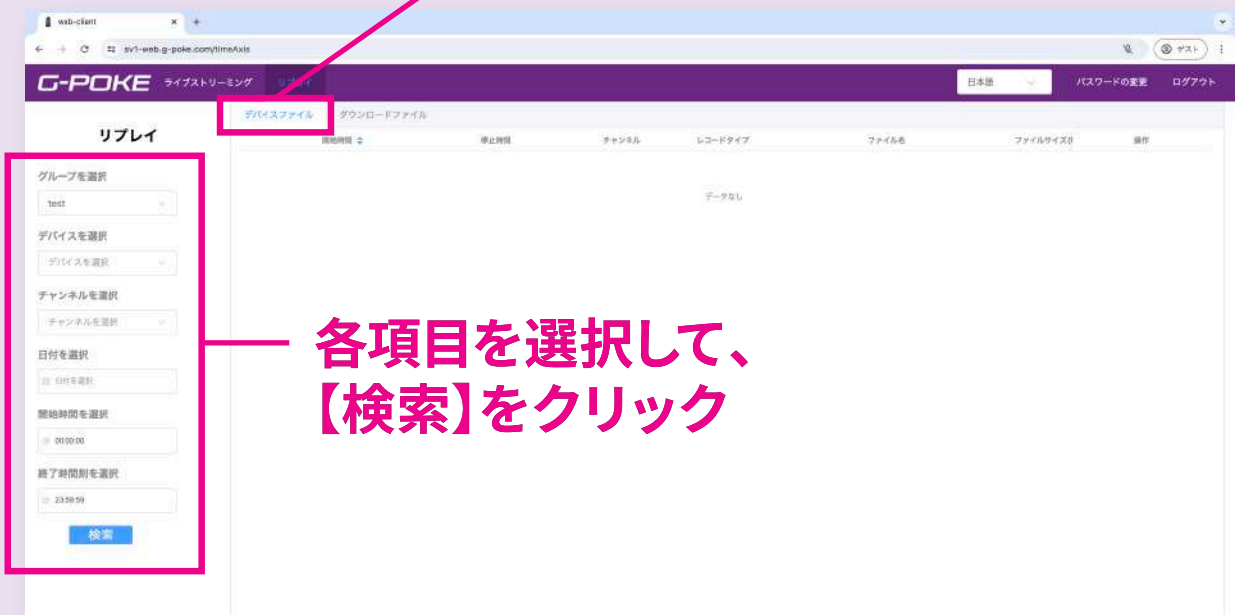 web-client
sv1-web.g-poke.com/timeAxis
ゲスト
G-POKE ライブストリーミング リプレイ 日本語 パスワードの変更 ログアウト
リプレイ
デバイスファイル ダウンロードファイル
開始時間 停止時間 チャンネル レコードタイプ ファイル名 ファイルサイズ(I 操作
データなし
グループを選択
test
デバイスを選択
デバイスを選択
チャンネルを選択
チャンネルを選択
日付を選択
日付を選択
開始時間を選択
00:00:00
終了時間刻を選択
23:59:59
検索
各項目を選択して、
【検索】をクリック